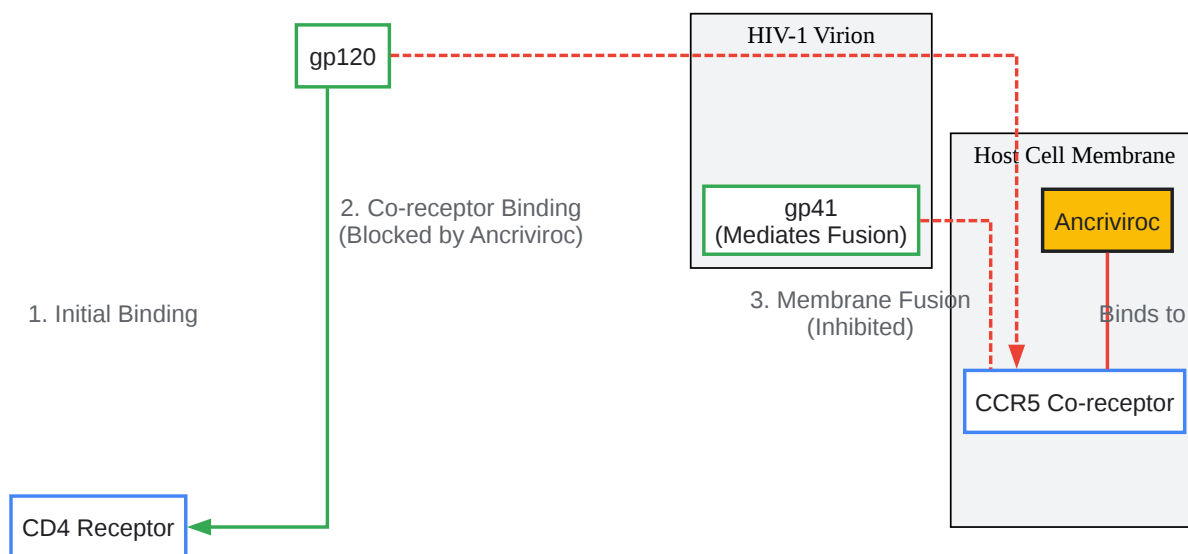 HIV-1 Virion
gp120
Host Cell Membrane
gp41
(Mediates Fusion)
Ancriviroc
2. Co-receptor Binding
(Blocked by Ancriviroc)
1. Initial Binding
3. Membrane Fusion
(Inhibited)
Binds to
CCR5 Co-receptor
CD4 Receptor